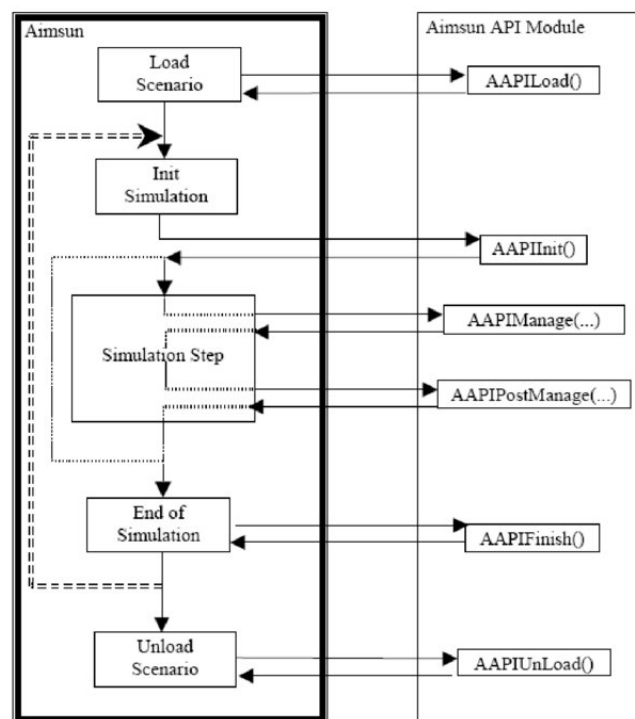 Aimsun
Aimsun API Module
Load
Scenario
AAPILoad()
Init
Simulation
AAPIInit()
AAPIManage(...)
Simulation Step
AAPIPostManage(...)
End of
Simulation
AAPIFinish()
Unload
Scenario
AAPIUnLoad()